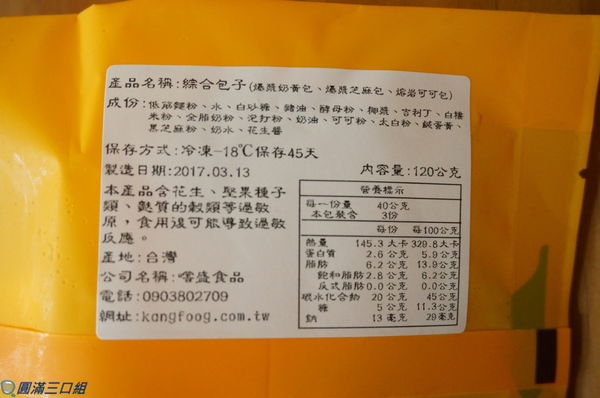 產品名稱:綜合包子(爆漿奶黃包、爆漿芝麻包、熔岩可可包)
成份:低筋麵粉、水、白砂糖、豬油、酵母粉、椰漿、吉利丁、白糯
米粉、全脂奶粉、泡打粉、奶油、可可粉、太白粉、鹹蛋黃、
黑芝麻粉、奶水、花生醬
保存方式:冷凍-18℃保存45天
製造日期:2017.03.13
內容量:120公克
本產品含花生、堅果種子
類、麩質的穀類等過敏
原,食用後可能導致過敏
反應。
產地:台灣
公司名稱:嚐盛食品
電話:0903802709
網址:kangfoog.com.tw
營養標示
每一份量 40公克
本包裝含 3份
每份 每100公克
熱量 145.3 大卡 329.8大卡
蛋白質 2.6 公克 5.9公克
脂肪 6.2 公克 13.9公克
飽和脂肪 2.8 公克 6.2公克
反式脂肪 0.0 公克 0.0公克
碳水化合物 20 公克 45公克
糖 5 公克 11.3公克
鈉 13 毫克 29毫克
圓滿三口組